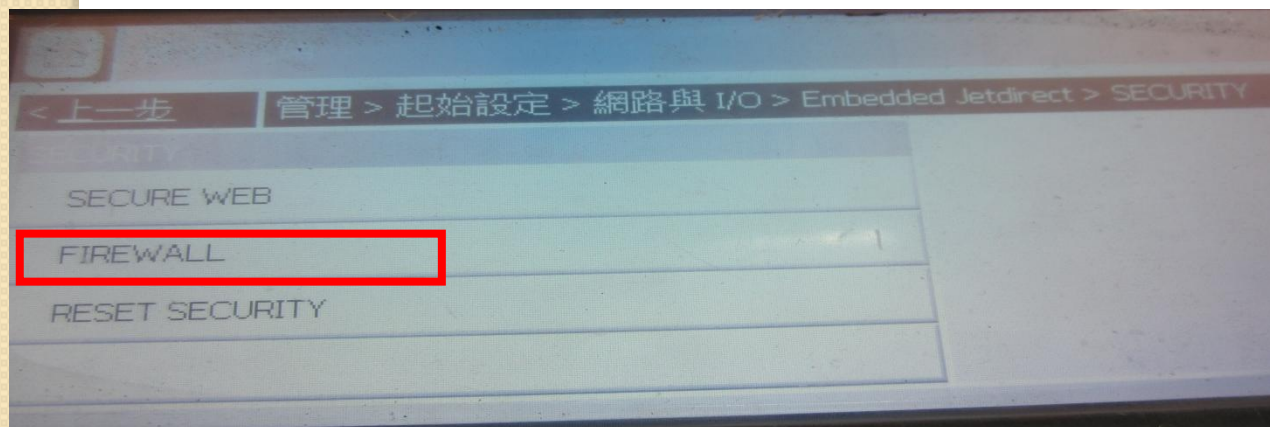 < 上一步
管理 > 起始設定 > 網路與 I/O > Embedded Jetdirect > SECURITY
SECURITY
SECURE WEB
FIREWALL
RESET SECURITY